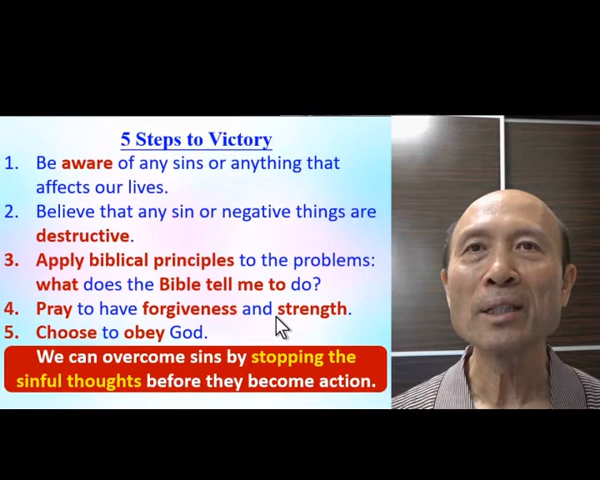 5 Steps to Victory
1. Be aware of any sins or anything that
affects our lives.
2. Believe that any sin or negative things are
destructive.
3. Apply biblical principles to the problems:
what does the Bible tell me to do?
4. Pray to have forgiveness and strength.
5. Choose to obey God.
We can overcome sins by stopping the
sinful thoughts before they become action.